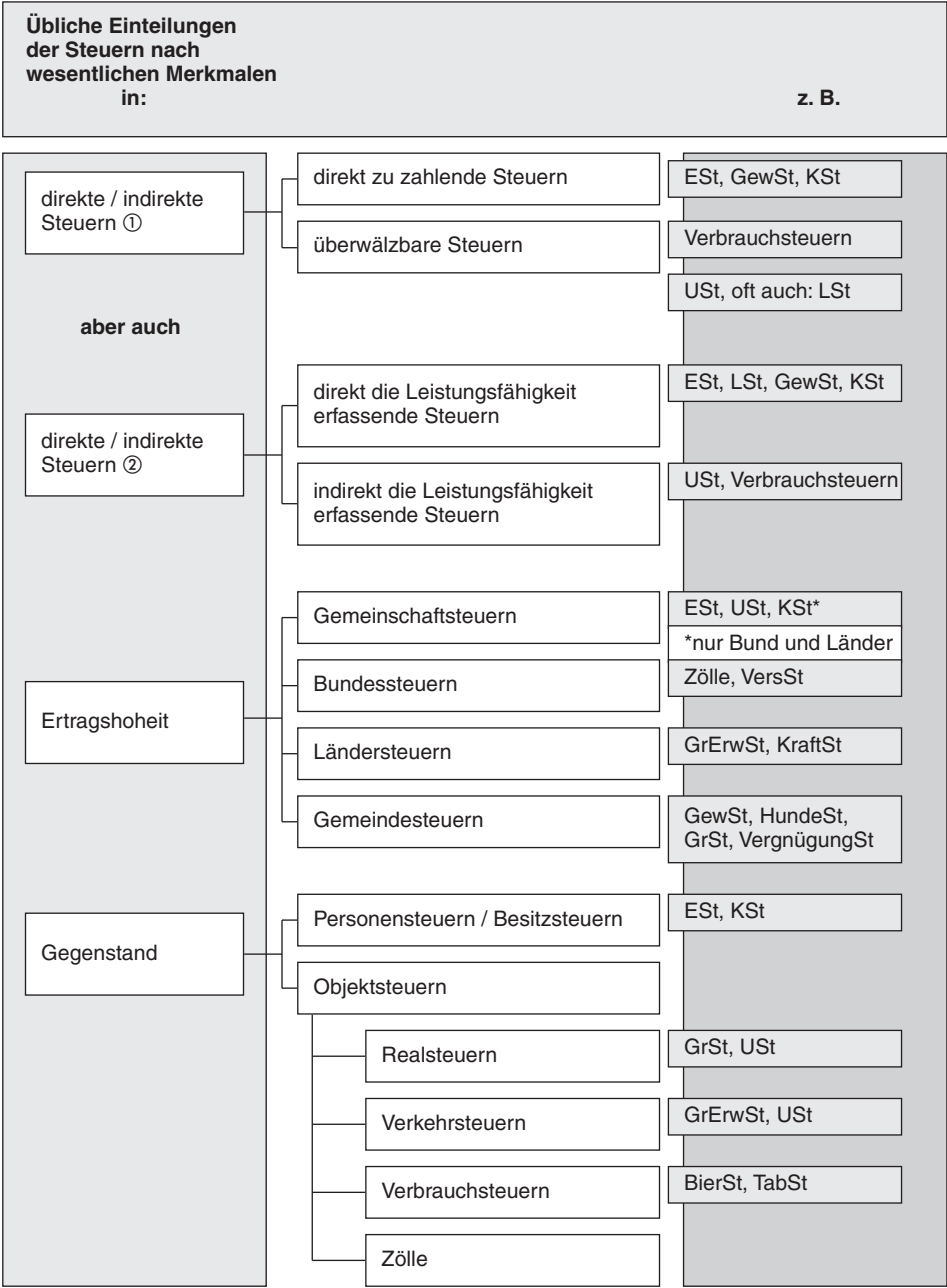 Übliche Einteilungen
der Steuern nach
wesentlichen Merkmalen
in:
z. B.
direkte / indirekte
Steuern ①
direkt zu zahlende Steuern
ESt, GewSt, KSt
überwälzbare Steuern
Verbrauchsteuern
USt, oft auch: LSt
aber auch
direkte / indirekte
Steuern ②
direkt die Leistungsfähigkeit
erfassende Steuern
ESt, LSt, GewSt, KSt
indirekt die Leistungsfähigkeit
erfassende Steuern
USt, Verbrauchsteuern
Ertragshoheit
Gemeinschaftsteuern
ESt, USt, KSt*
*nur Bund und Länder
Bundessteuern
Zölle, VersSt
Ländersteuern
GrErwSt, KraftSt
Gemeindesteuern
GewSt, HundeSt,
GrSt, VergnügungSt
Gegenstand
Personensteuern / Besitzsteuern
ESt, KSt
Objektsteuern
Realsteuern
GrSt, USt
Verkehrsteuern
GrErwSt, USt
Verbrauchsteuern
BierSt, TabSt
Zölle